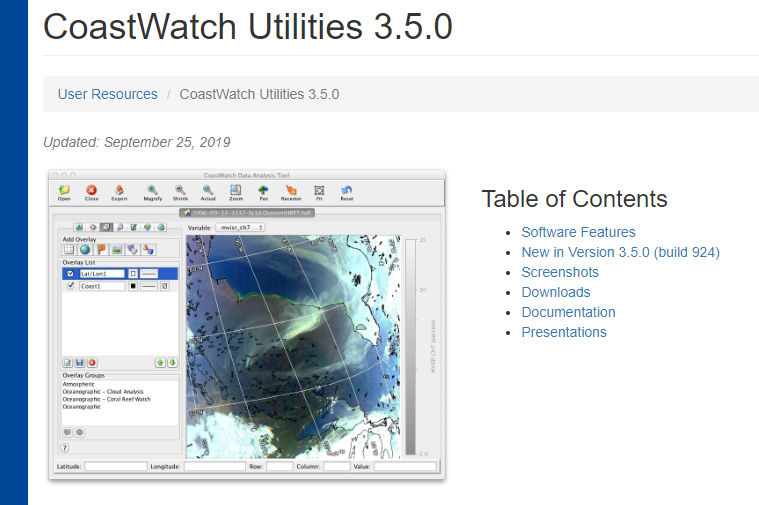 CoastWatch Utilities 3.5.0
User Resources / CoastWatch Utilities 3.5.0
Updated: September 25, 2019
CoastWatch Data Analysis Tool
Open Close Export Magnify Shrink Actual Zoom Pan Recenter Fit Reset
Variable: mvisr_ch7
Add Overlay
Overlay List
Lat/Lon1
Coast1
Overlay Groups
Atmospheric
Oceanographic - Cloud Analysis
Oceanographic - Coral Reef Watch
Oceanographic
15
10
Latitude: Longitude: Row: Column: Value:
Table of Contents
Software Features
New in Version 3.5.0 (build 924)
Screenshots
Downloads
Documentation
Presentations